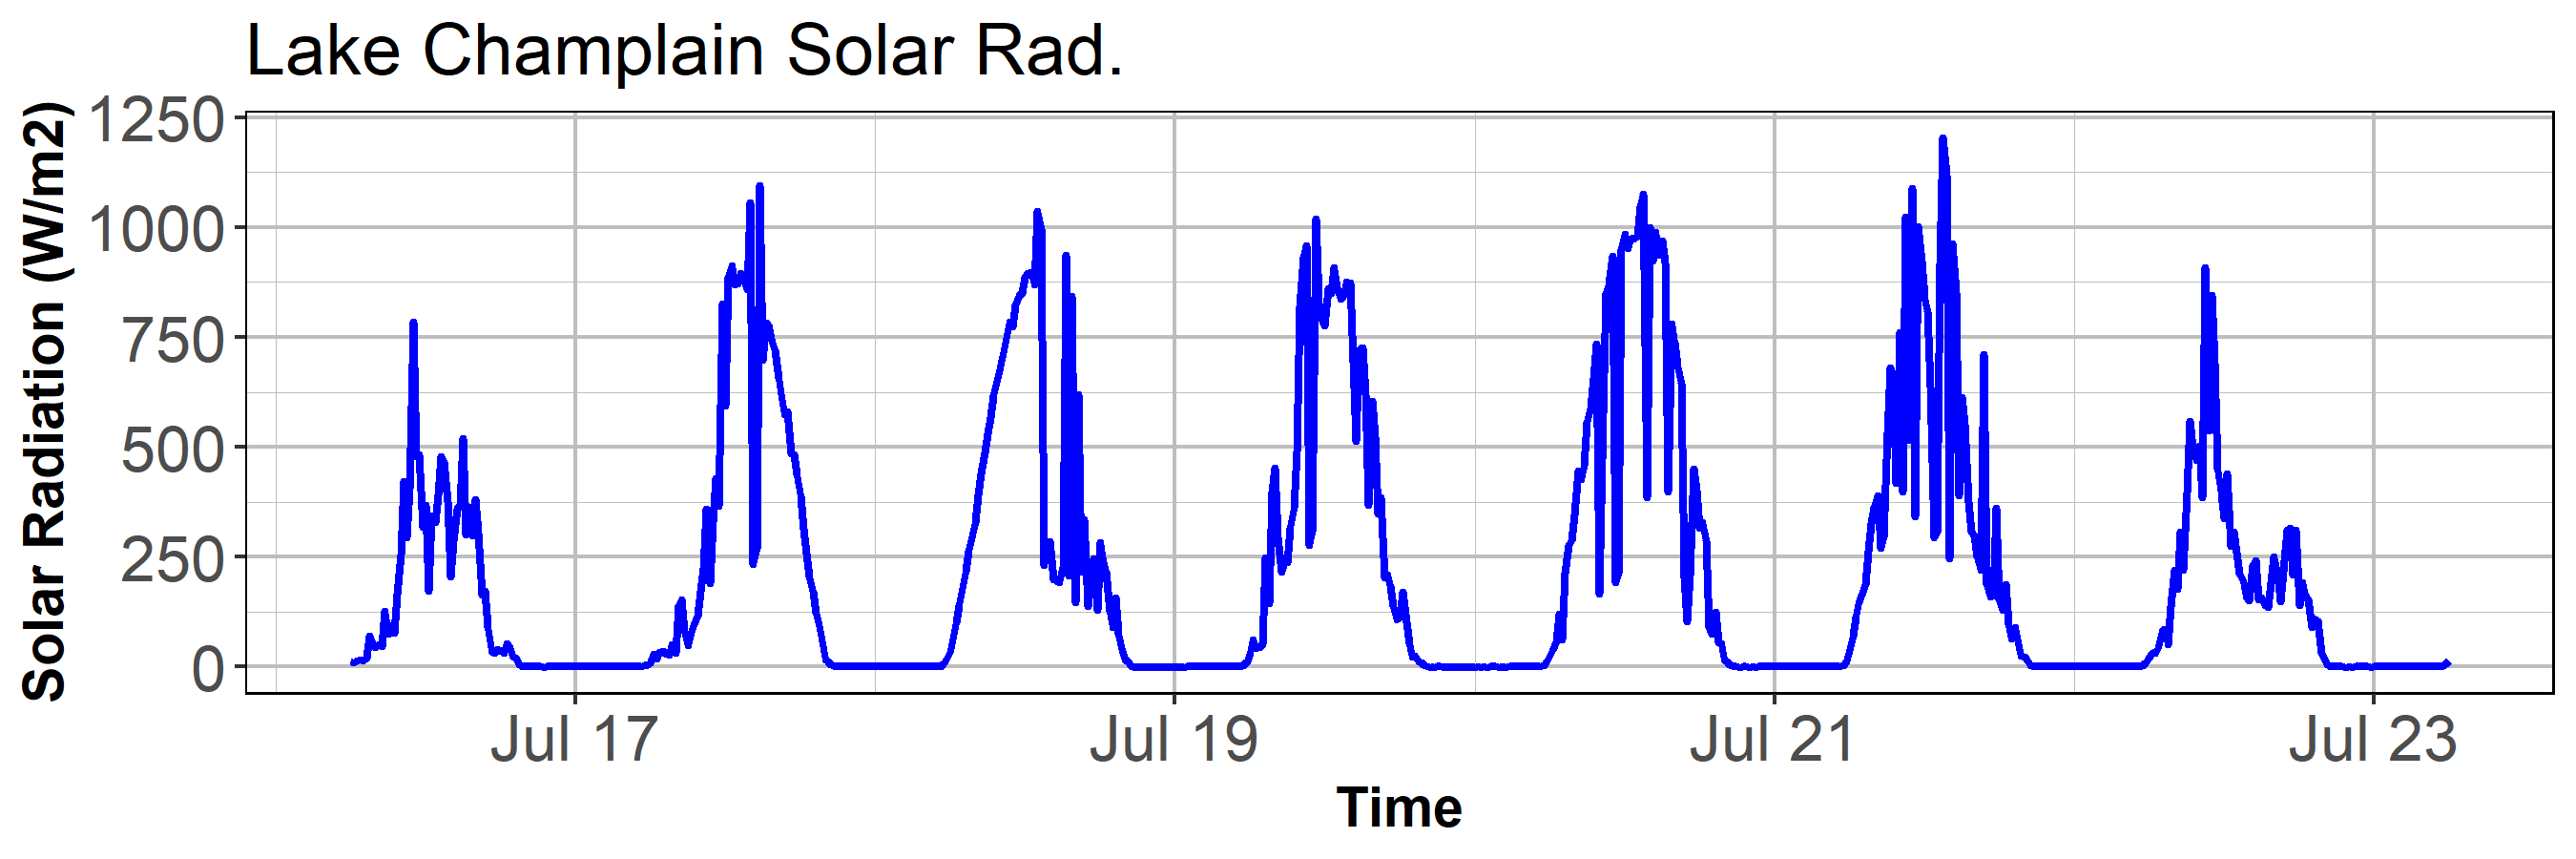 Lake Champlain Solar Rad.
Solar Radiation (W/m2)
1250
1000
750
500
250
0
Jul 17
Jul 19
Jul 21
Jul 23
Time